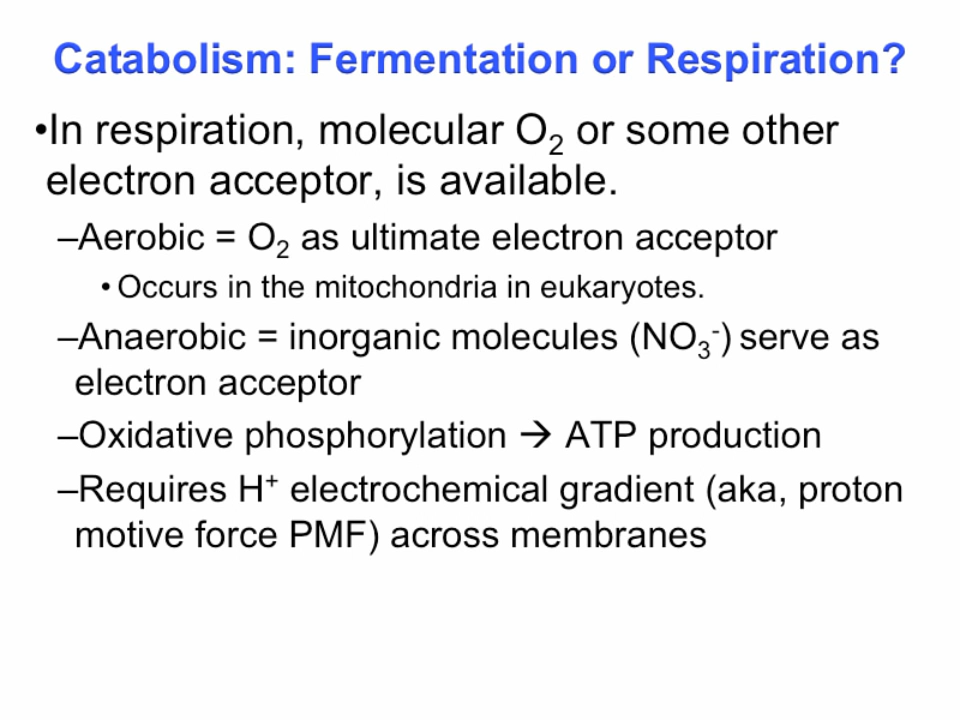 Catabolism: Fermentation or Respiration?
•In respiration, molecular O₂ or some other
electron acceptor, is available.
–Aerobic = O₂ as ultimate electron acceptor
• Occurs in the mitochondria in eukaryotes.
–Anaerobic = inorganic molecules (NO₃⁻) serve as
electron acceptor
–Oxidative phosphorylation → ATP production
–Requires H⁺ electrochemical gradient (aka, proton
motive force PMF) across membranes